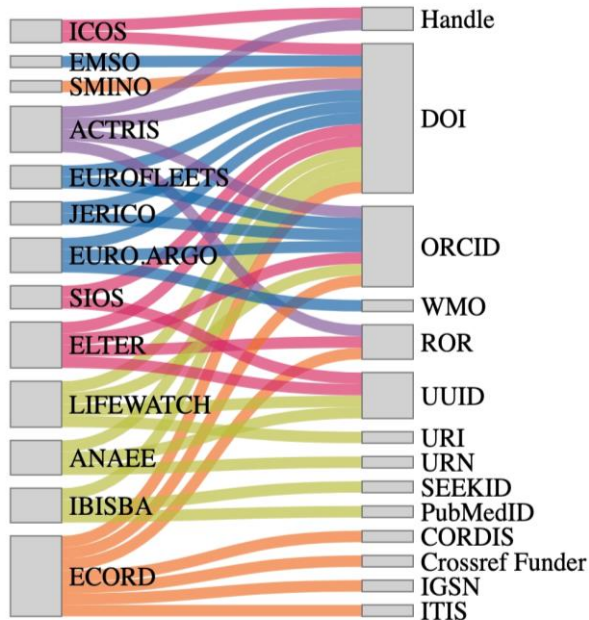 ICOS
EMSO
SMINO
ACTRIS
EUROFLEETS
JERICO
EURO.ARGO
SIOS
ELTER
LIFEWATCH
ANAEE
IBISBA
ECORD
Handle
DOI
ORCID
WMO
ROR
UUID
URI
URN
SEEKID
PubMedID
CORDIS
Crossref Funder
IGSN
ITIS